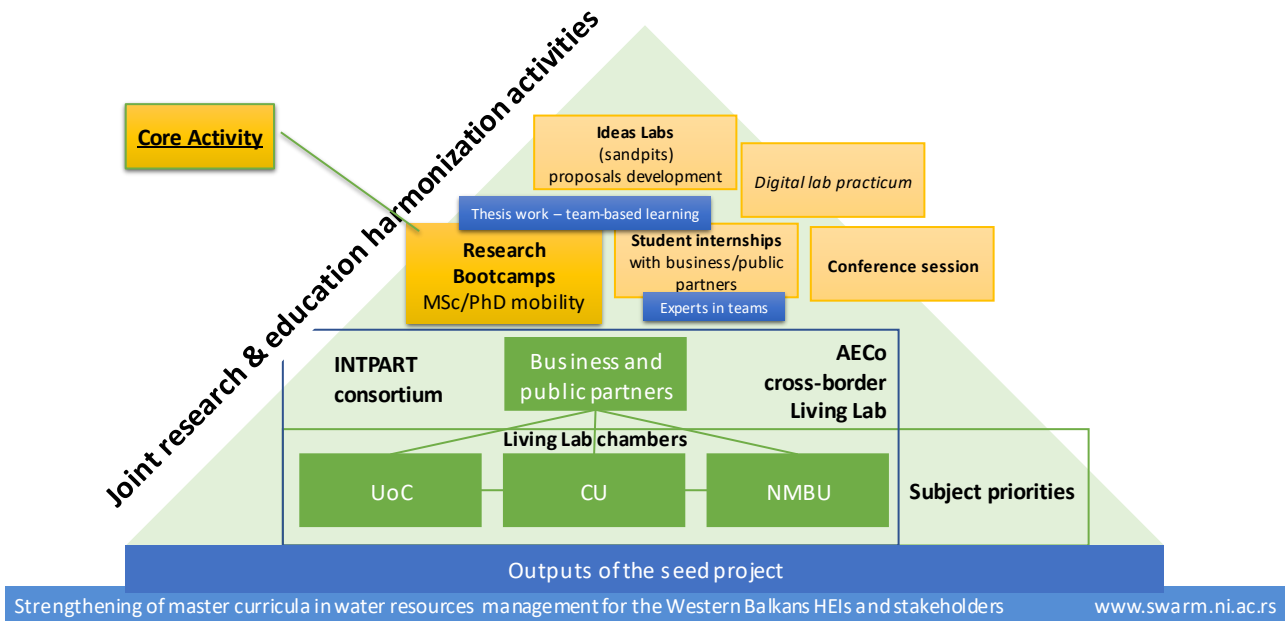 Joint research & education harmonization activities
Core Activity
Ideas Labs
(sandpits)
proposals development
Digital lab practicum
Thesis work – team-based learning
Research
Bootcamps
MSc/PhD mobility
Student internships
with business/public
partners
Conference session
Experts in teams
INTPART
consortium
Business and
public partners
AECo
cross-border
Living Lab
Living Lab chambers
UoC
CU
NMBU
Subject priorities
Outputs of the seed project
Strengthening of master curricula in water resources management for the Western Balkans HEIs and stakeholders
www.swarm.ni.ac.rs